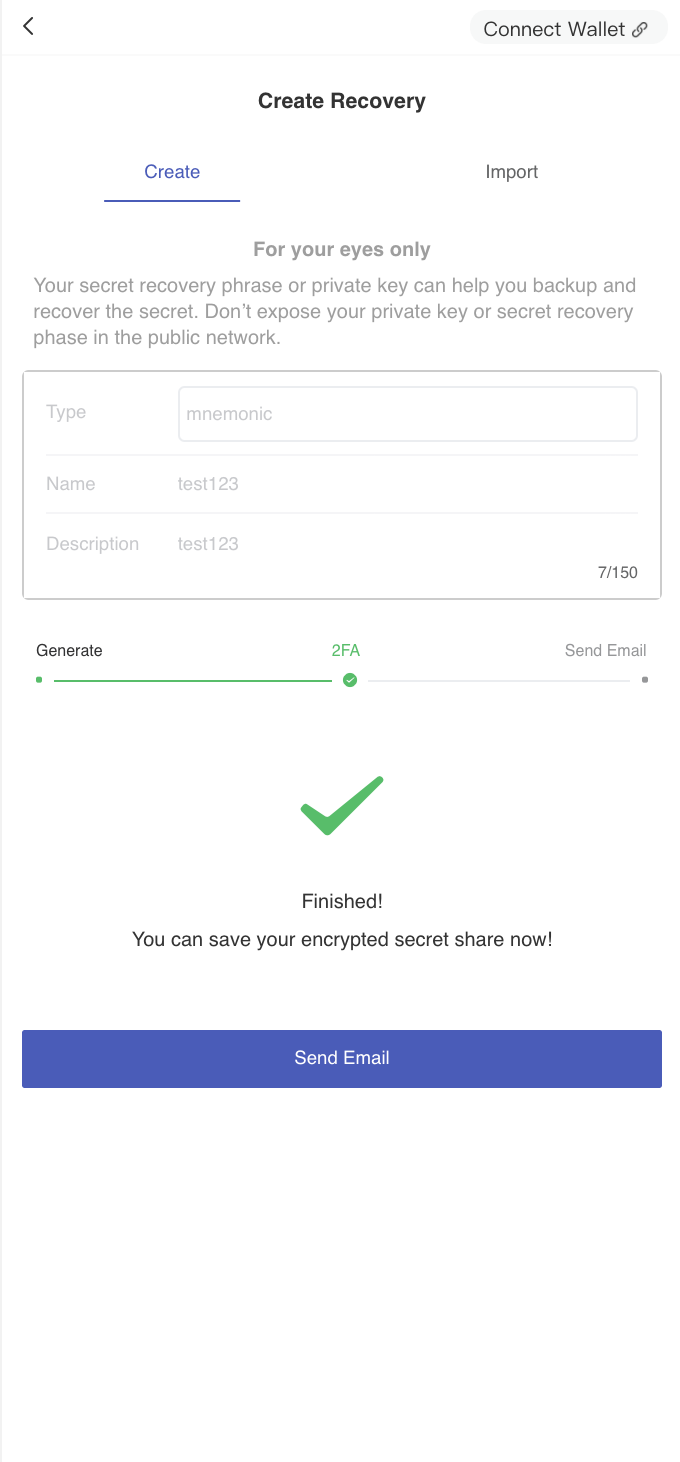 Connect Wallet
Create Recovery
Create
Import
For your eyes only
Your secret recovery phrase or private key can help you backup and
recover the secret. Don’t expose your private key or secret recovery
phase in the public network.
Type
mnemonic
Name
test123
Description
test123
7/150
Generate
2FA
Send Email
Finished!
You can save your encrypted secret share now!
Send Email